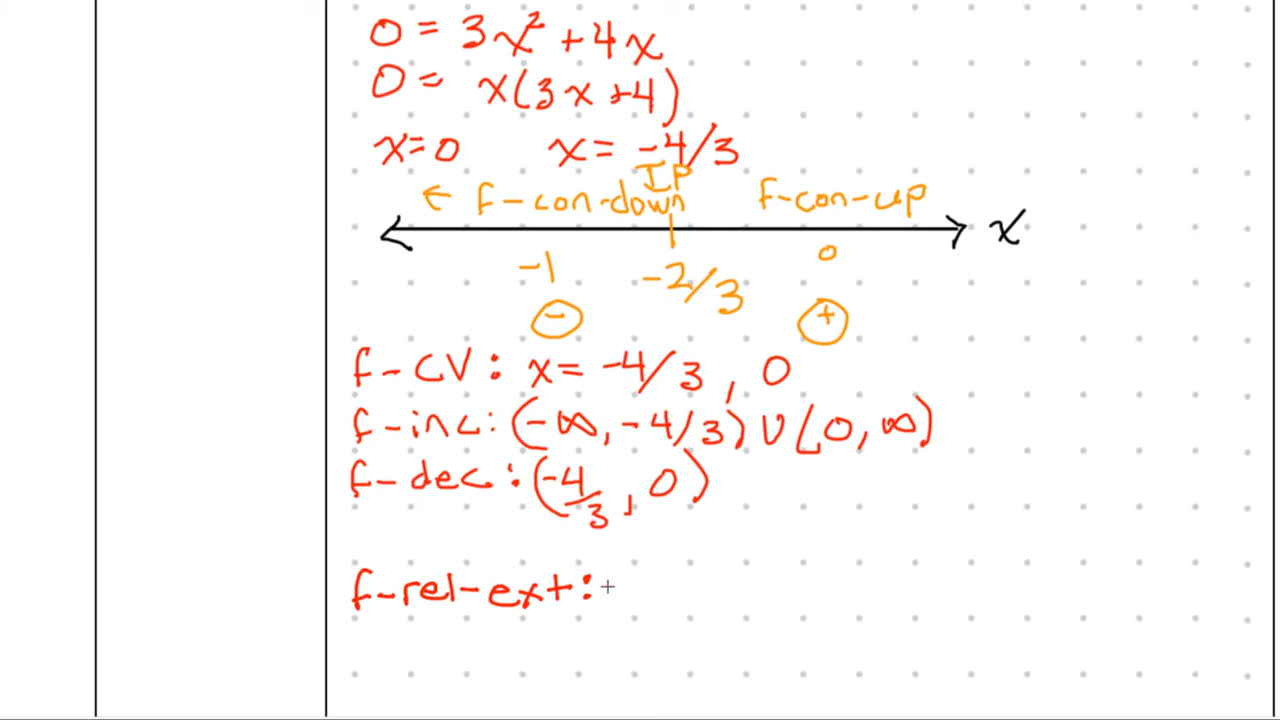 0 = 3x² + 4x
0 = x(3x + 4)
x = 0 x = -4/3
IP
← f-con-down f-con-up
x
-1 -2/3 0
- +
f-CV: x = -4/3, 0
f-inc: (-∞, -4/3) ∪ (0, ∞)
f-dec: (-4/3, 0)
f-rel-ext: